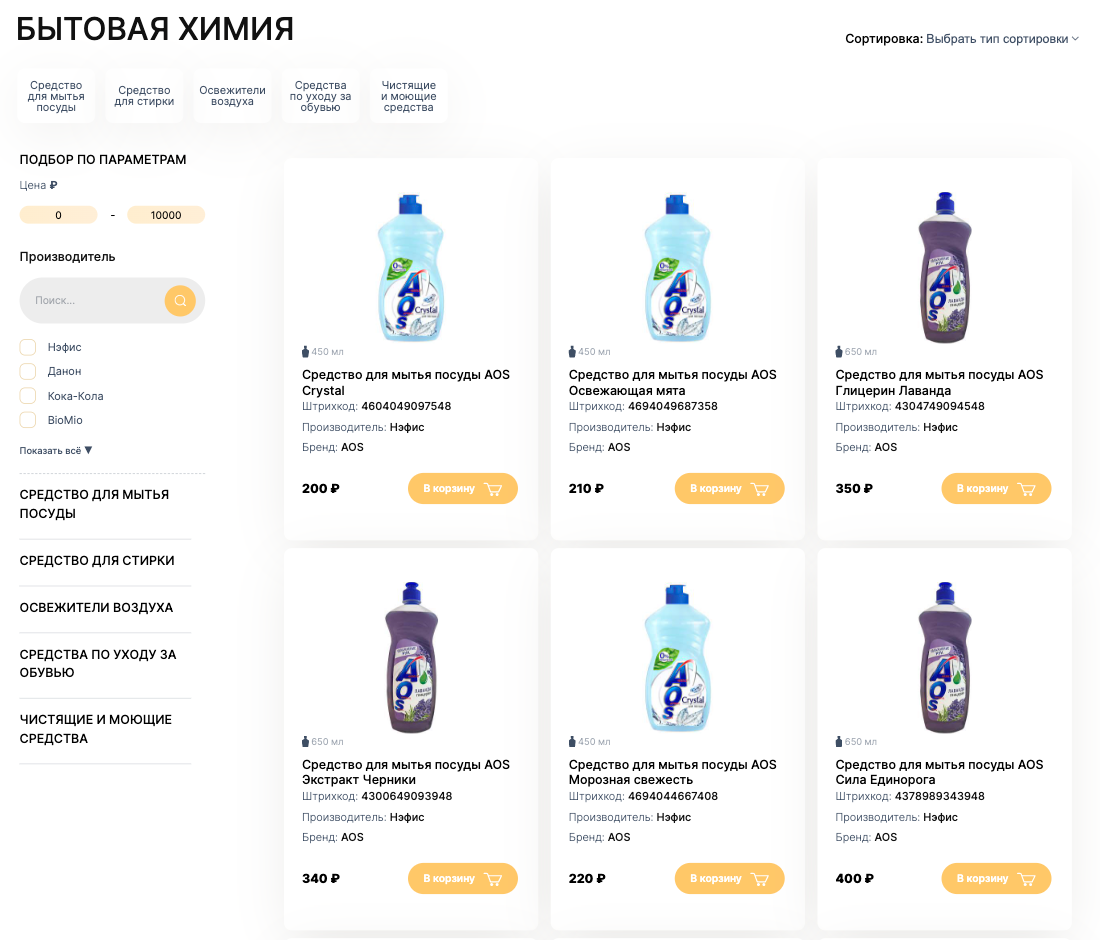 БЫТОВАЯ ХИМИЯ
Сортировка: Выбрать тип сортировки
Средство
для мытья
посуды
Средство
для стирки
Освежители
воздуха
Средства
по уходу за
обувью
Чистящие
и моющие
средства
ПОДБОР ПО ПАРАМЕТРАМ
Цена ₽
0 - 10000
Производитель
Поиск...
Нэфис
Данон
Кока-Кола
BioMio
Показать всё ▼
СРЕДСТВО ДЛЯ МЫТЬЯ
ПОСУДЫ
СРЕДСТВО ДЛЯ СТИРКИ
ОСВЕЖИТЕЛИ ВОЗДУХА
СРЕДСТВА ПО УХОДУ ЗА
ОБУВЬЮ
ЧИСТЯЩИЕ И МОЮЩИЕ
СРЕДСТВА
AOS
Crystal
450 мл
Средство для мытья посуды AOS
Crystal
Штрихкод: 4604049097548
Производитель: Нэфис
Бренд: AOS
200 ₽
В корзину
AOS
Crystal
450 мл
Средство для мытья посуды AOS
Освежающая мята
Штрихкод: 4694049687358
Производитель: Нэфис
Бренд: AOS
210 ₽
В корзину
AOS
650 мл
Средство для мытья посуды AOS
Глицерин Лаванда
Штрихкод: 4304749094548
Производитель: Нэфис
Бренд: AOS
350 ₽
В корзину
AOS
650 мл
Средство для мытья посуды AOS
Экстракт Черники
Штрихкод: 4300649093948
Производитель: Нэфис
Бренд: AOS
340 ₽
В корзину
AOS
Crystal
450 мл
Средство для мытья посуды AOS
Морозная свежесть
Штрихкод: 4694044667408
Производитель: Нэфис
Бренд: AOS
220 ₽
В корзину
AOS
650 мл
Средство для мытья посуды AOS
Сила Единорога
Штрихкод: 4378989343948
Производитель: Нэфис
Бренд: AOS
400 ₽
В корзину